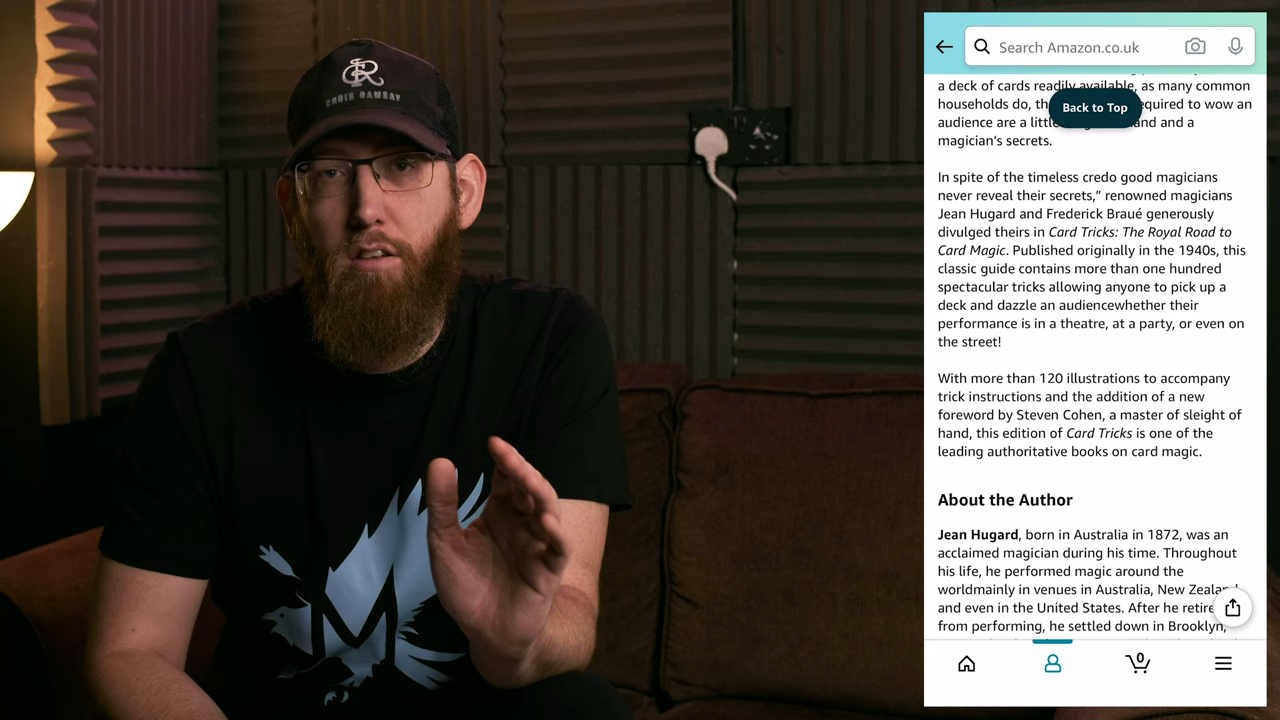 CHRIS RAMSAY
M
Search Amazon.co.uk
a deck of cards readily available, as many common
households do, equired to wow an
audience are a and and a
magician's secrets.
Back to Top
In spite of the timeless credo good magicians
never reveal their secrets,” renowned magicians
Jean Hugard and Frederick Braué generously
divulged theirs in Card Tricks: The Royal Road to
Card Magic. Published originally in the 1940s, this
classic guide contains more than one hundred
spectacular tricks allowing anyone to pick up a
deck and dazzle an audiencewhether their
performance is in a theatre, at a party, or even on
the street!
With more than 120 illustrations to accompany
trick instructions and the addition of a new
foreword by Steven Cohen, a master of sleight of
hand, this edition of Card Tricks is one of the
leading authoritative books on card magic.
About the Author
Jean Hugard, born in Australia in 1872, was an
acclaimed magician during his time. Throughout
his life, he performed magic around the
worldmainly in venues in Australia, New Zealand
and even in the United States. After he retire
from performing, he settled down in Brooklyn,
0